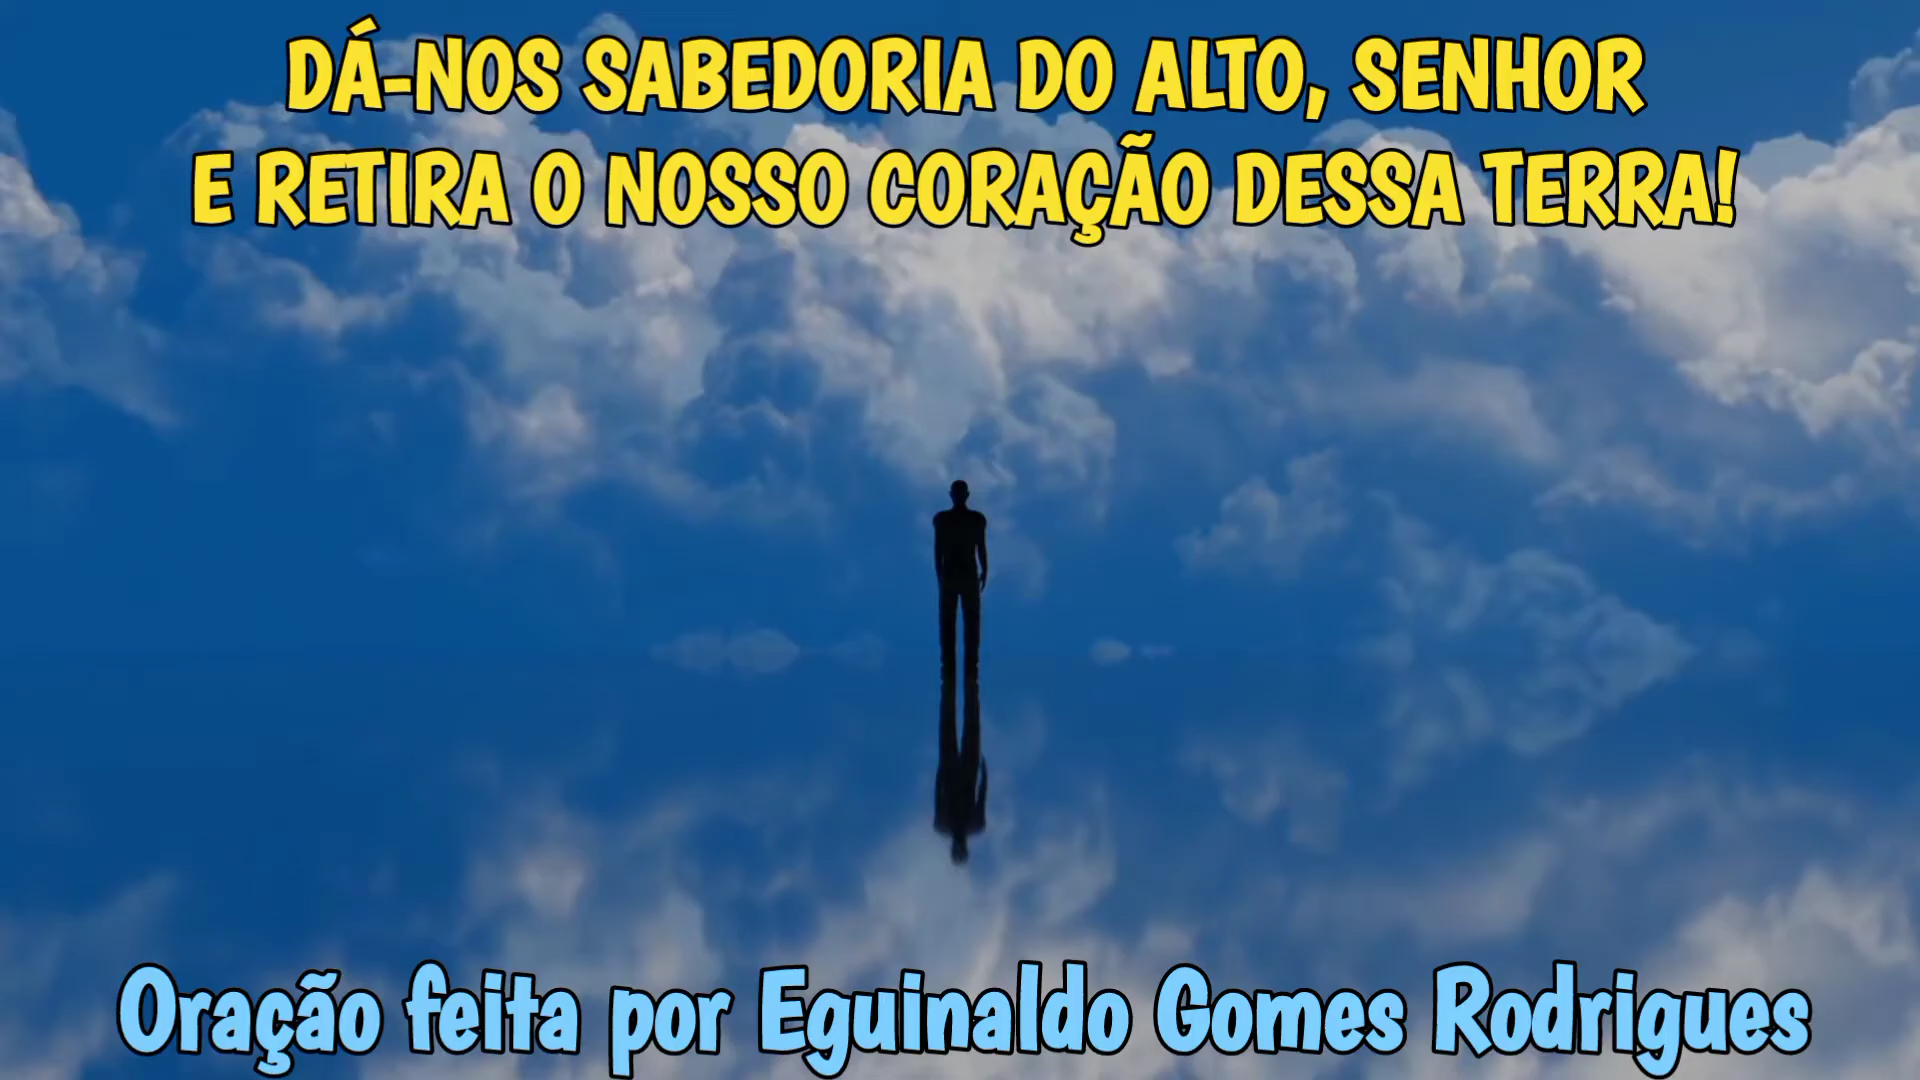 DÁ-NOS SABEDORIA DO ALTO, SENHOR
E RETIRA O NOSSO CORAÇÃO DESSA TERRA!
Oração feita por Eguinaldo Gomes Rodrigues